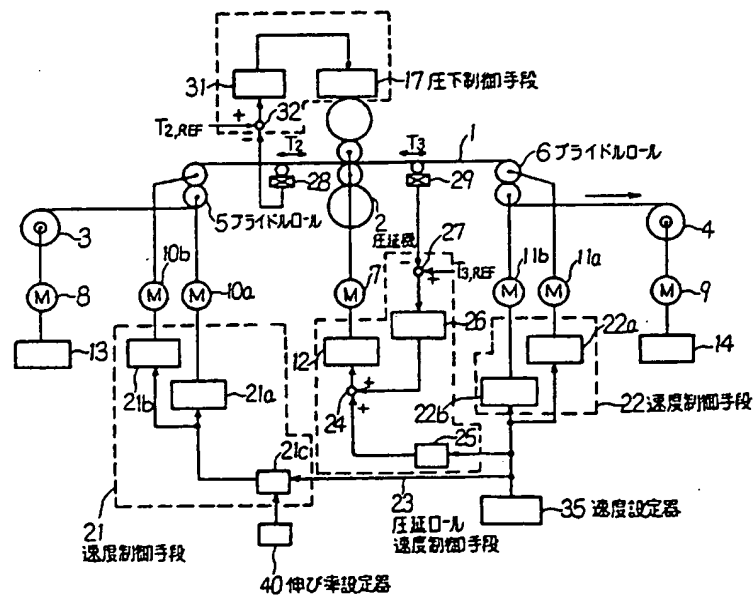 31
17 圧下制御手段
+
32
T2,REF
-
T2
T3
1
6 ブライドルロール
28
29
5 ブライドルロール
2
圧延機
3
4
10b
10a
7
27
-
+
T3,REF
11b
11a
M
M
M
M
M
M
M
8
9
26
22a
13
12
14
21b
21a
+
+
24
22b
22 速度制御手段
25
21c
23
圧延ロール
速度制御手段
35 速度設定器
21
速度制御手段
40 伸び率設定器